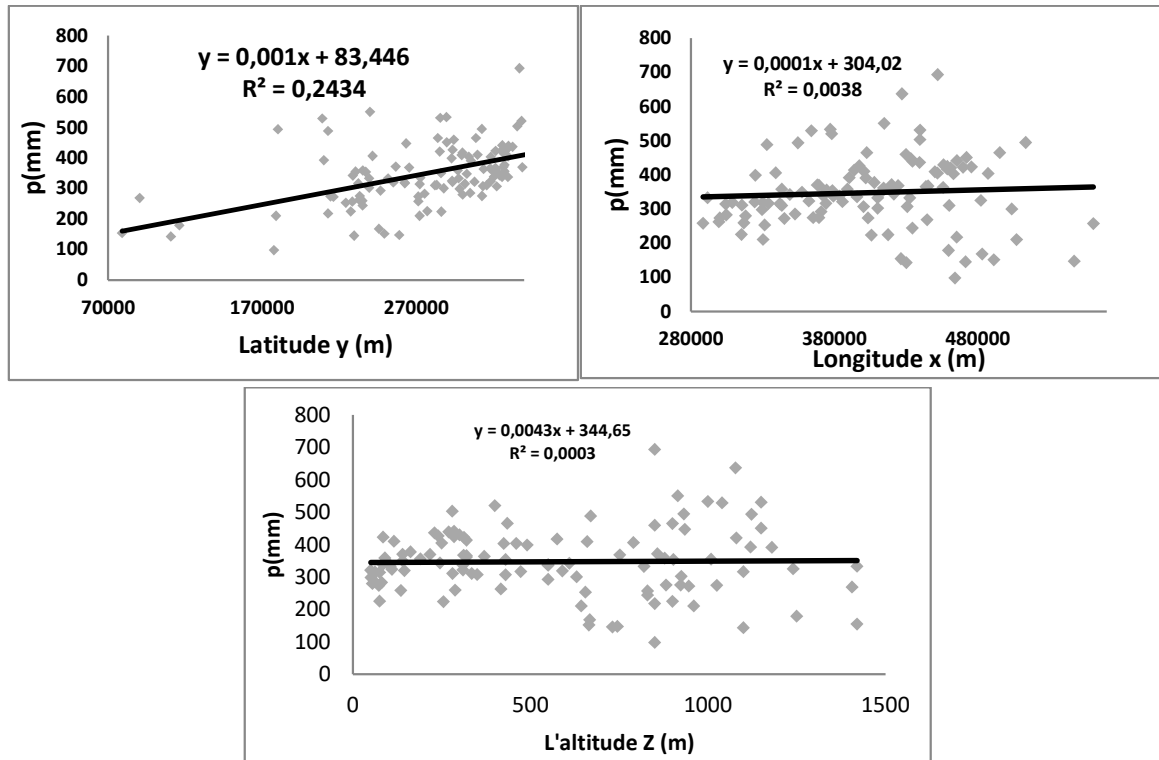 y = 0,001x + 83,446
R² = 0,2434
800
700
600
500
400
300
200
100
0
p(mm)
70000 170000 270000
Latitude y (m)
y = 0,0001x + 304,02
R² = 0,0038
800
700
600
500
400
300
200
100
0
p(mm)
280000 380000 480000
Longitude x (m)
y = 0,0043x + 344,65
R² = 0,0003
800
700
600
500
400
300
200
100
0
p(mm)
0 500 1000 1500
L'altitude Z (m)